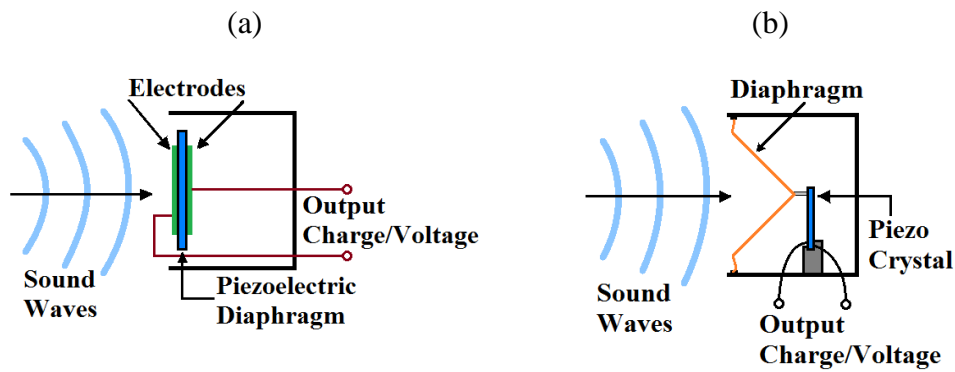 (a)
Electrodes
Output
Charge/Voltage
Sound
Waves
Piezoelectric
Diaphragm
(b)
Diaphragm
Piezo
Crystal
Sound
Waves
Output
Charge/Voltage